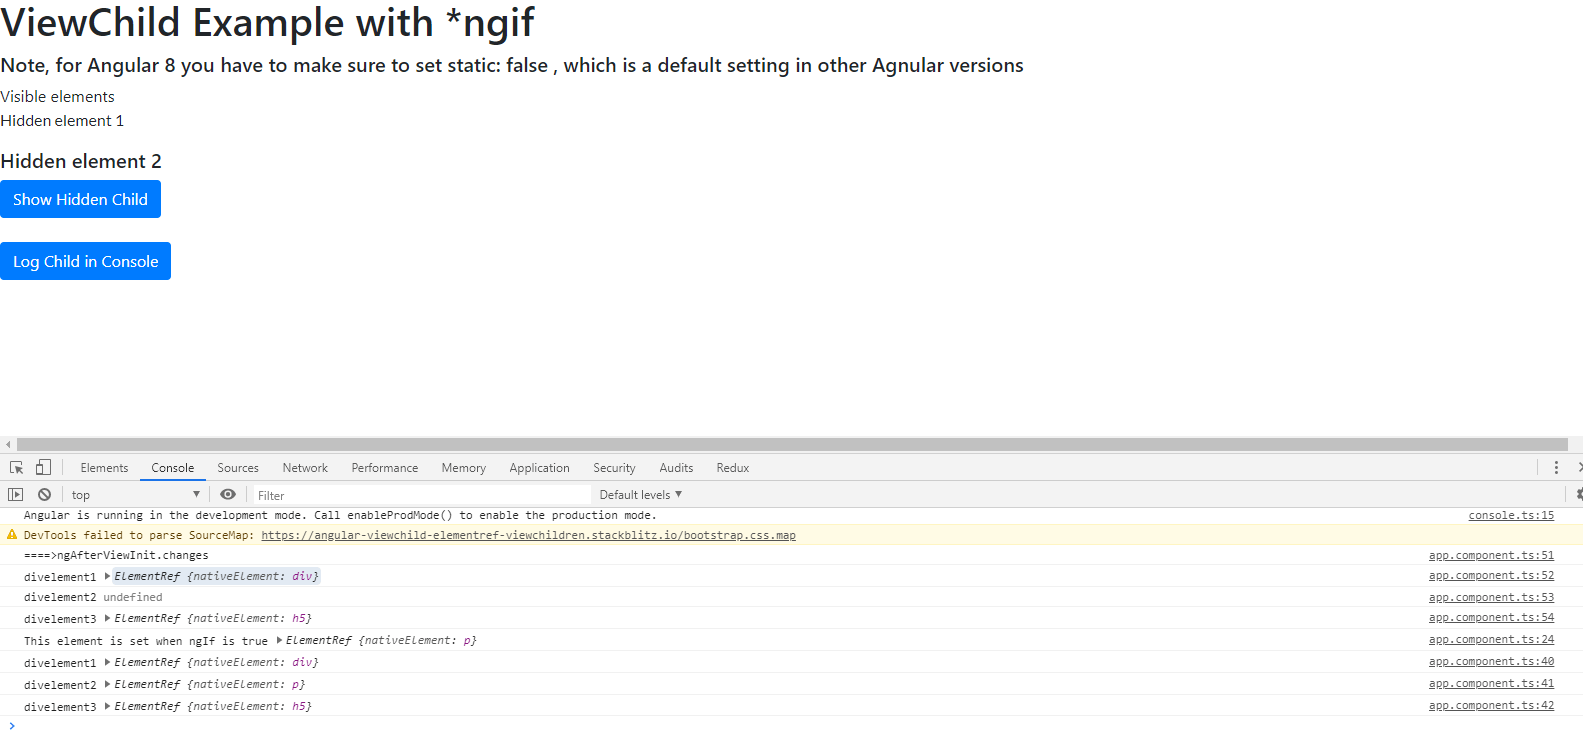 ViewChild Example with *ngif
Note, for Angular 8 you have to make sure to set static: false , which is a default setting in other Agnular versions
Visible elements
Hidden element 1
Hidden element 2
Show Hidden Child
Log Child in Console
Elements Console Sources Network Performance Memory Application Security Audits Redux
top ▼ Filter Default levels ▼
Angular is running in the development mode. Call enableProdMode() to enable the production mode. console.ts:15
DevTools failed to parse SourceMap: https://angular-viewchild-elementref-viewchildren.stackblitz.io/bootstrap.css.map
====>ngAfterViewInit.changes app.component.ts:51
divelement1 ▶ElementRef {nativeElement: div} app.component.ts:52
divelement2 undefined app.component.ts:53
divelement3 ▶ElementRef {nativeElement: h5} app.component.ts:54
This element is set when ngIf is true ▶ElementRef {nativeElement: p} app.component.ts:24
divelement1 ▶ElementRef {nativeElement: div} app.component.ts:40
divelement2 ▶ElementRef {nativeElement: p} app.component.ts:41
divelement3 ▶ElementRef {nativeElement: h5} app.component.ts:42
>